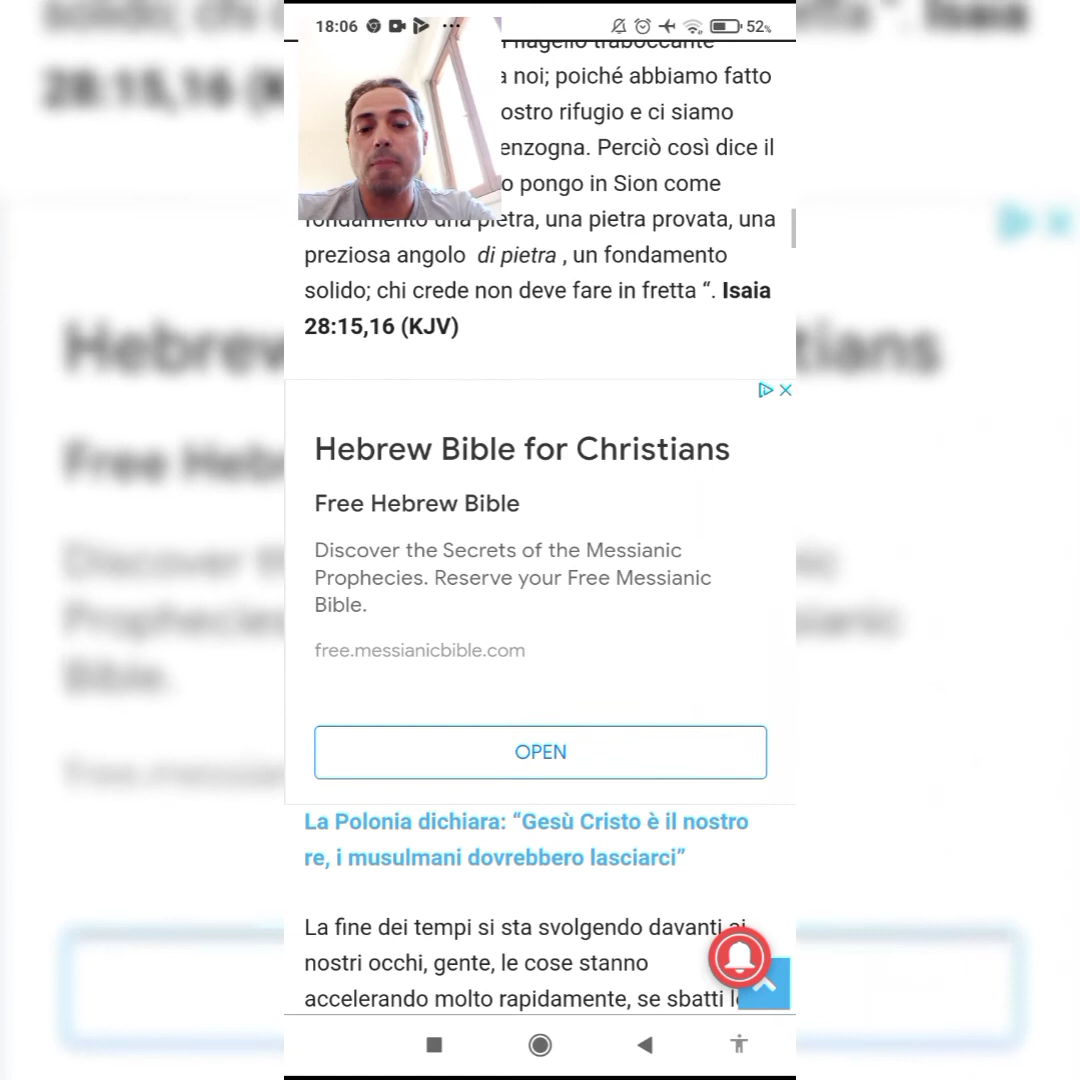 18:06
52%
flagello traboccante
a noi; poiché abbiamo fatto
ostro rifugio e ci siamo
enzogna. Perciò così dice il
o pongo in Sion come
fondamento una pietra, una pietra provata, una
preziosa angolo di pietra , un fondamento
solido; chi crede non deve fare in fretta “. Isaia
28:15,16 (KJV)
Hebrew Bible for Christians
Free Hebrew Bible
Discover the Secrets of the Messianic
Prophecies. Reserve your Free Messianic
Bible.
free.messianicbible.com
OPEN
La Polonia dichiara: “Gesù Cristo è il nostro
re, i musulmani dovrebbero lasciarci”
La fine dei tempi si sta svolgendo davanti ai
nostri occhi, gente, le cose stanno
accelerando molto rapidamente, se sbatti